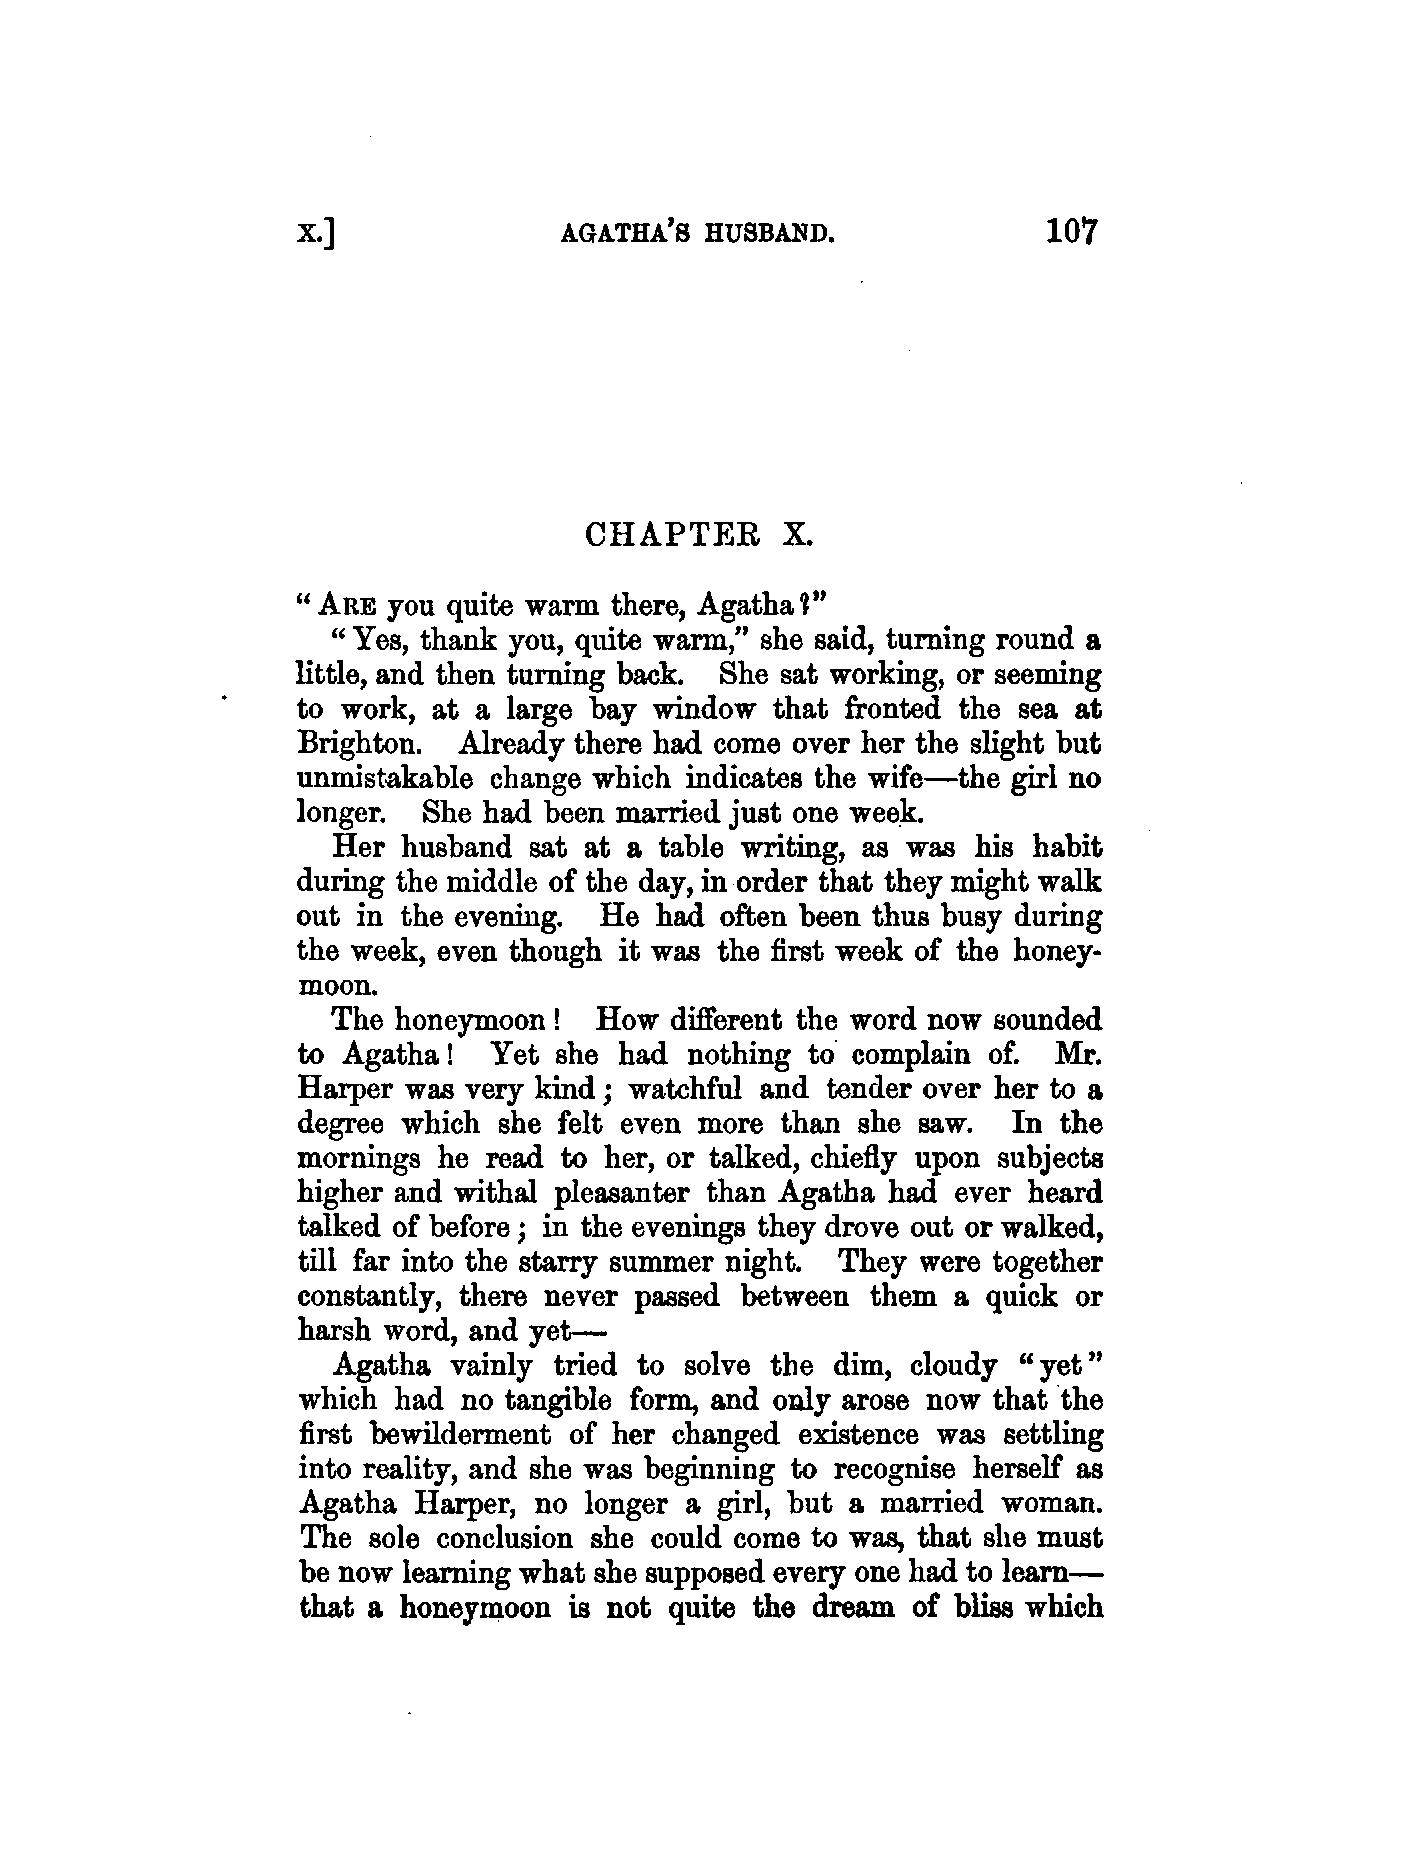 X.] AGATHA'S HUSBAND. 107
CHAPTER X.
“ARE you quite warm there, Agatha?”
“Yes, thank you, quite warm,” she said, turning round a
little, and then turning back. She sat working, or seeming
to work, at a large bay window that fronted the sea at
Brighton. Already there had come over her the slight but
unmistakable change which indicates the wife—the girl no
longer. She had been married just one week.
Her husband sat at a table writing, as was his habit
during the middle of the day, in order that they might walk
out in the evening. He had often been thus busy during
the week, even though it was the first week of the honey-
moon.
The honeymoon! How different the word now sounded
to Agatha! Yet she had nothing to complain of. Mr.
Harper was very kind; watchful and tender over her to a
degree which she felt even more than she saw. In the
mornings he read to her, or talked, chiefly upon subjects
higher and withal pleasanter than Agatha had ever heard
talked of before; in the evenings they drove out or walked,
till far into the starry summer night. They were together
constantly, there never passed between them a quick or
harsh word, and yet—
Agatha vainly tried to solve the dim, cloudy “yet”
which had no tangible form, and only arose now that the
first bewilderment of her changed existence was settling
into reality, and she was beginning to recognise herself as
Agatha Harper, no longer a girl, but a married woman.
The sole conclusion she could come to was, that she must
be now learning what she supposed every one had to learn—
that a honeymoon is not quite the dream of bliss which